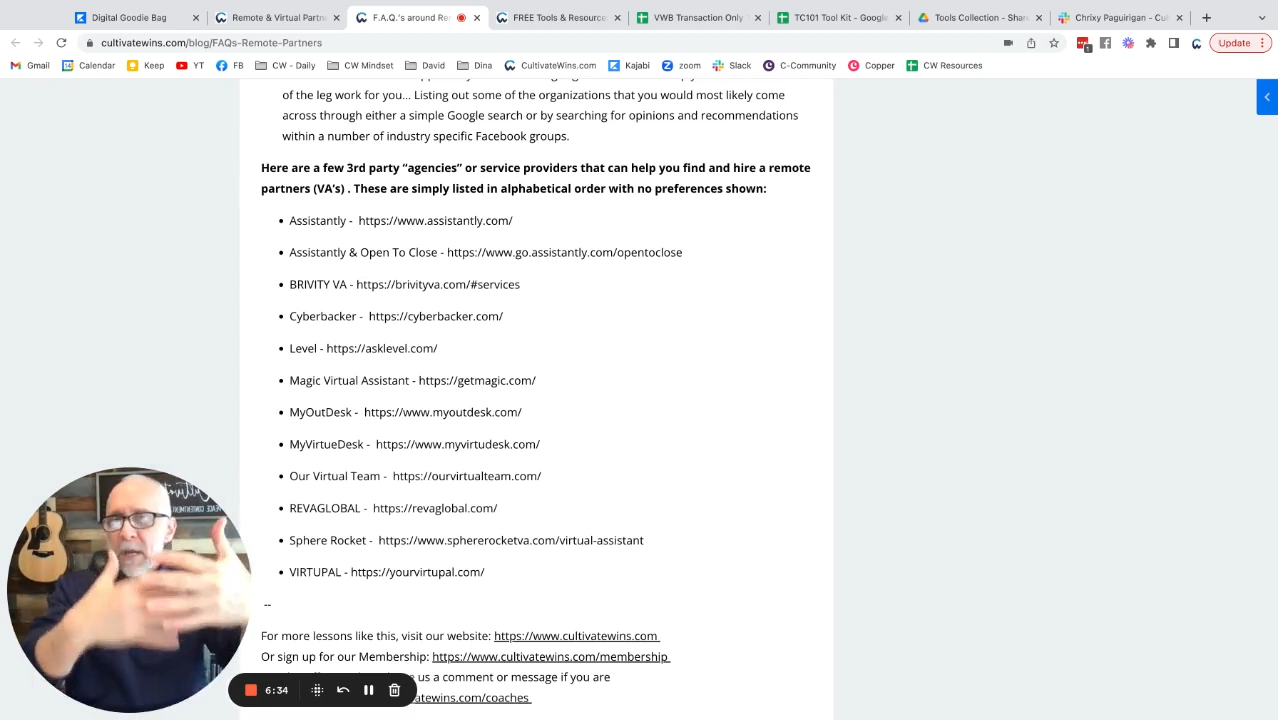 Digital Goodie Bag
Remote & Virtual Partn
F.A.Q.'s around Re
FREE Tools & Resource
VWB Transaction Only
TC101 Tool Kit - Google
Tools Collection - Shar
Chrixy Paguirigan - Cul
cultivatewins.com/blog/FAQs-Remote-Partners
1
Update
Gmail
Calendar
Keep
YT
FB
CW - Daily
CW Mindset
David
Dina
CultivateWins.com
Kajabi
zoom
Slack
C-Community
Copper
CW Resources
of the leg work for you... Listing out some of the organizations that you would most likely come
across through either a simple Google search or by searching for opinions and recommendations
within a number of industry specific Facebook groups.
Here are a few 3rd party “agencies” or service providers that can help you find and hire a remote
partners (VA's) . These are simply listed in alphabetical order with no preferences shown:
Assistantly - https://www.assistantly.com/
Assistantly & Open To Close - https://www.go.assistantly.com/opentoclose
BRIVITY VA - https://brivityva.com/#services
Cyberbacker - https://cyberbacker.com/
Level - https://asklevel.com/
Magic Virtual Assistant - https://getmagic.com/
MyOutDesk - https://www.myoutdesk.com/
MyVirtueDesk - https://www.myvirtudesk.com/
Our Virtual Team - https://ourvirtualteam.com/
REVAGLOBAL - https://revaglobal.com/
Sphere Rocket - https://www.sphererocketva.com/virtual-assistant
VIRTUPAL - https://yourvirtupal.com/
--
For more lessons like this, visit our website: https://www.cultivatewins.com
Or sign up for our Membership: https://www.cultivatewins.com/membership
us a comment or message if you are
atewins.com/coaches
6:34